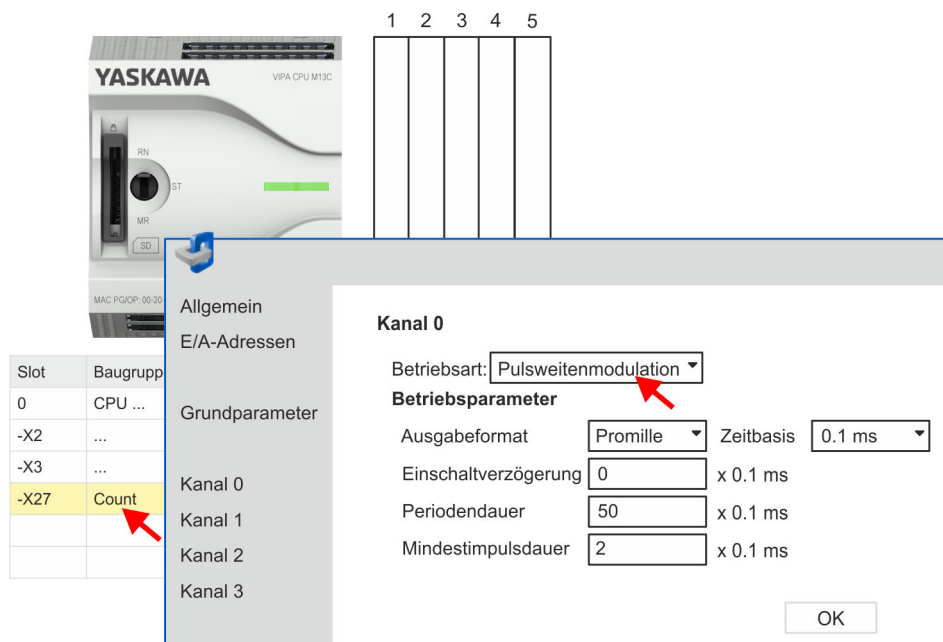 1 2 3 4 5
YASKAWA VIPA CPU M13C
RN
ST
MR
SD
MAC PG/OP: 00-20-
Slot Baugrupp
0 CPU ...
-X2 ...
-X3 ...
-X27 Count
Allgemein
E/A-Adressen
Grundparameter
Kanal 0
Kanal 1
Kanal 2
Kanal 3
Kanal 0
Betriebsart: Pulsweitenmodulation
Betriebsparameter
Ausgabeformat Promille Zeitbasis 0.1 ms
Einschaltverzögerung 0 x 0.1 ms
Periodendauer 50 x 0.1 ms
Mindestimpulsdauer 2 x 0.1 ms
OK